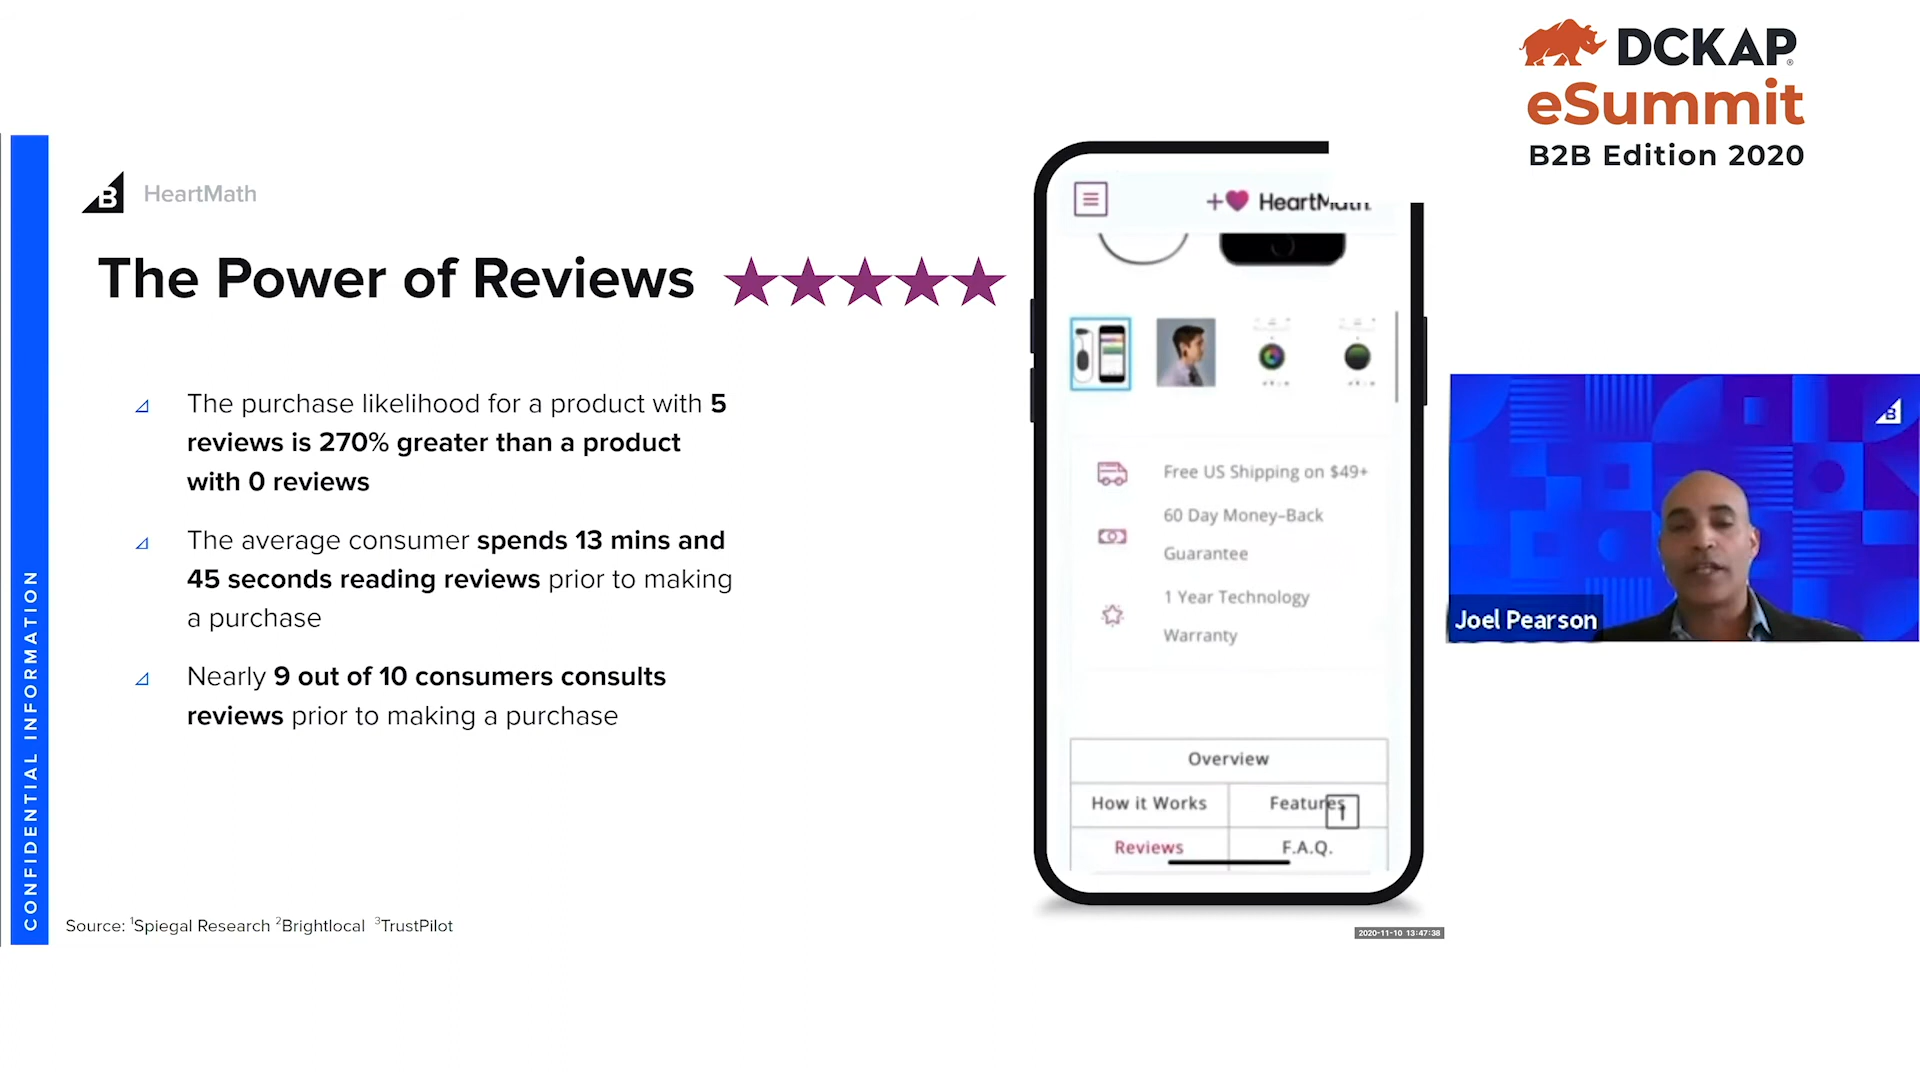 DCKAP®
eSummit
B2B Edition 2020
CONFIDENTIAL INFORMATION
B HeartMath
The Power of Reviews
The purchase likelihood for a product with 5
reviews is 270% greater than a product
with 0 reviews
The average consumer spends 13 mins and
45 seconds reading reviews prior to making
a purchase
Nearly 9 out of 10 consumers consults
reviews prior to making a purchase
Source: ¹Spiegal Research ²Brightlocal ³TrustPilot
HeartMath.
Free US Shipping on $49+
60 Day Money–Back
Guarantee
1 Year Technology
Warranty
Overview
How it Works
Features
Reviews
F.A.Q.
2020-11-10 13:47:38
B
Joel Pearson